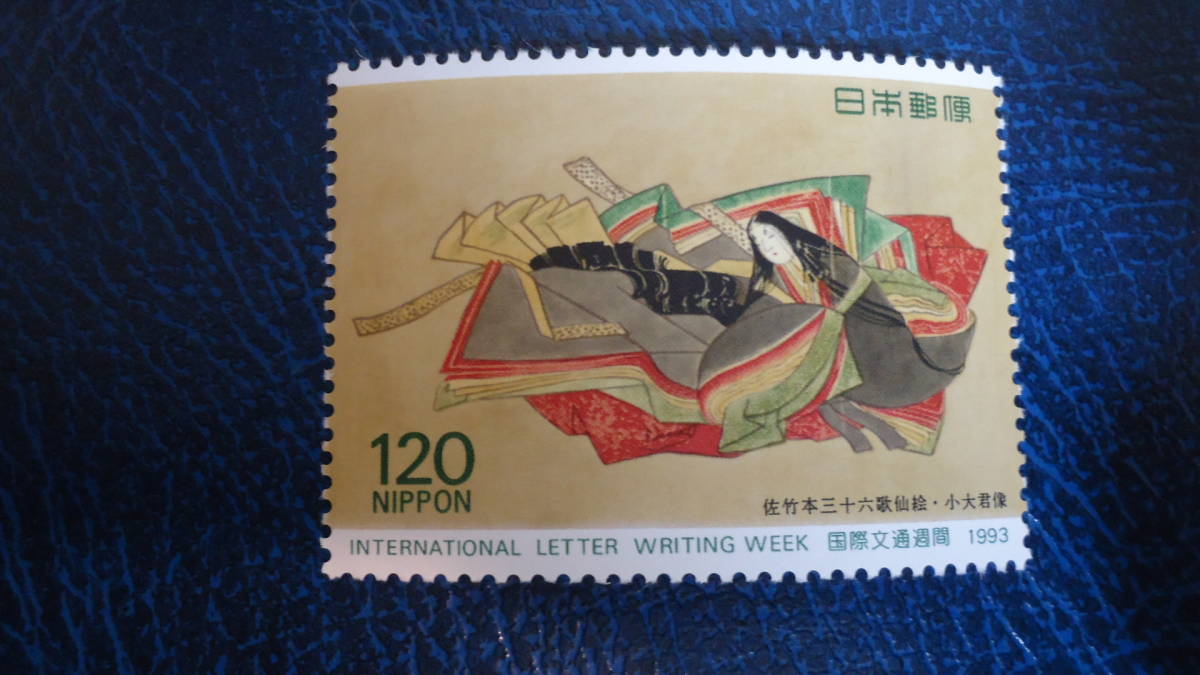 日本郵便
120
NIPPON
佐竹本三十六歌仙絵・小大君像
INTERNATIONAL LETTER WRITING WEEK 国際文通週間 1993